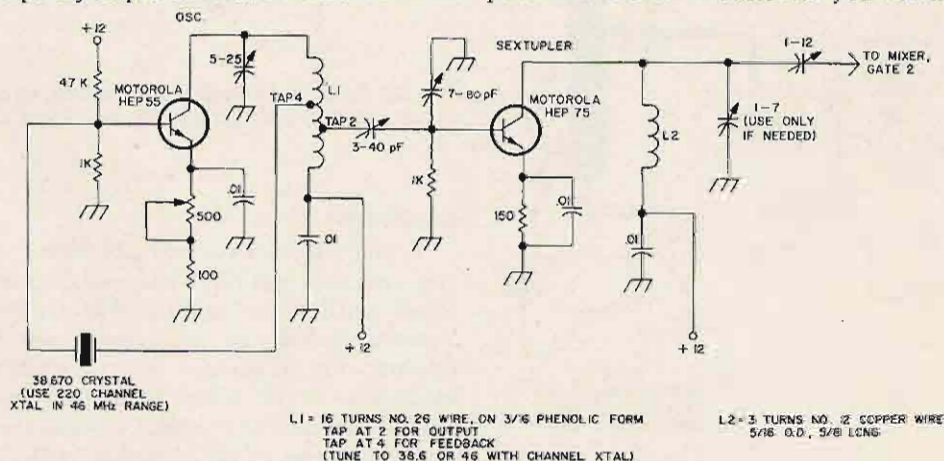 OSC.
+12
5-25
SEXTUPLER
1-12
TO MIXER,
GATE 2
47 K
MOTOROLA
HEP 55
L1
TAP 4
TAP 2
7-80 pF
MOTOROLA
HEP 75
1-7
(USE ONLY
IF NEEDED)
L2
3-40 pF
1K
1K
.01
500
.01
150
.01
.01
100
+12
+12
38.670 CRYSTAL
(USE 220 CHANNEL
XTAL IN 46 MHz RANGE)
L1 = 16 TURNS NO. 26 WIRE, ON 3/16 PHENOLIC FORM
TAP AT 2 FOR OUTPUT
TAP AT 4 FOR FEEDBACK
(TUNE TO 38.6 OR 46 WITH CHANNEL XTAL)
L2 = 3 TURNS NO. 12 COPPER WIRE
5/16 O.D., 5/8 LONG